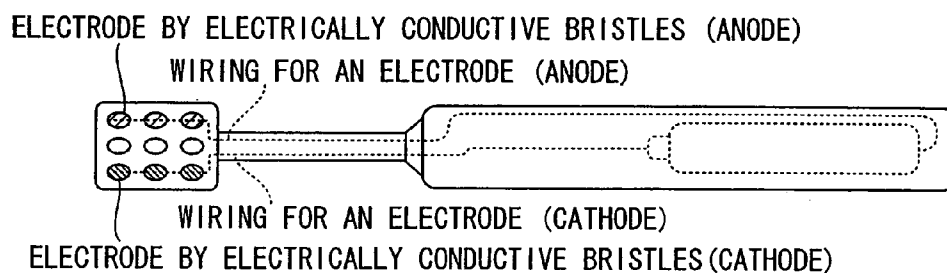 ELECTRODE BY ELECTRICALLY CONDUCTIVE BRISTLES (ANODE)
WIRING FOR AN ELECTRODE (ANODE)
WIRING FOR AN ELECTRODE (CATHODE)
ELECTRODE BY ELECTRICALLY CONDUCTIVE BRISTLES(CATHODE)